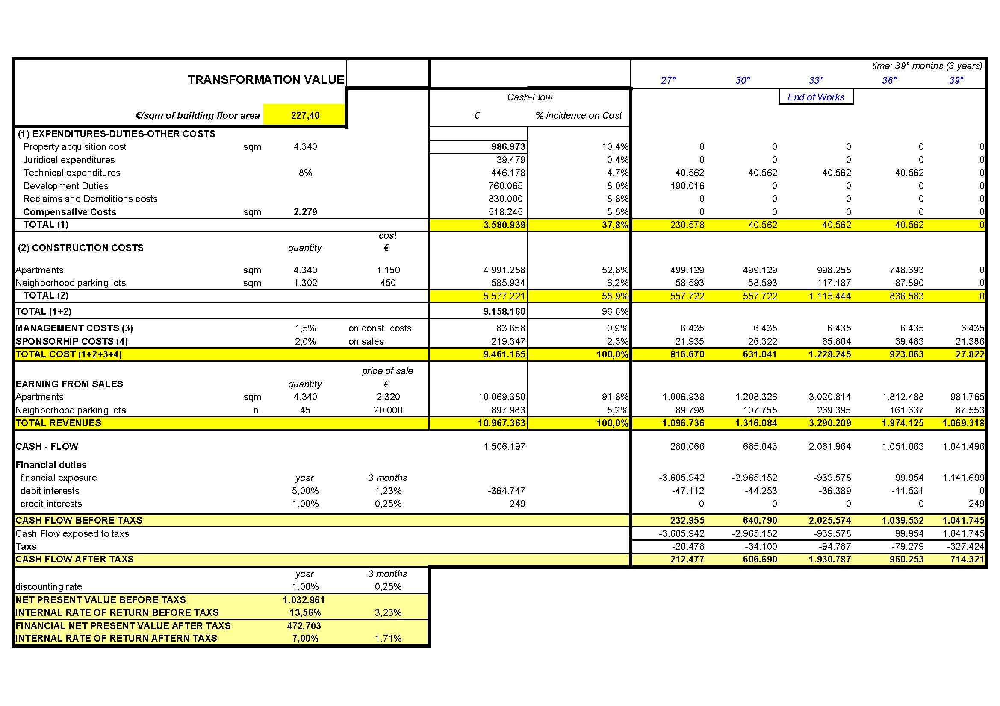 time: 39° months (3 years)
TRANSFORMATION VALUE 27° 30° 33° 36° 39°
Cash-Flow End of Works
€/sqm of building floor area 227,40 € % incidence on Cost
(1) EXPENDITURES-DUTIES-OTHER COSTS
Property acquisition cost sqm 4.340 986.973 10,4% 0 0 0 0 0
Juridical expenditures 39.479 0,4% 0 0 0 0 0
Technical expenditures 8% 446.178 4,7% 40.562 40.562 40.562 40.562 0
Development Duties 760.065 8,0% 190.016 0 0 0 0
Reclaims and Demolitions costs 830.000 8,8% 0 0 0 0 0
Compensative Costs sqm 2.279 518.245 5,5% 0 0 0 0 0
TOTAL (1) 3.580.939 37,8% 230.578 40.562 40.562 40.562 0
cost
(2) CONSTRUCTION COSTS quantity €
Apartments sqm 4.340 1.150 4.991.288 52,8% 499.129 499.129 998.258 748.693 0
Neighborhood parking lots sqm 1.302 450 585.934 6,2% 58.593 58.593 117.187 87.890 0
TOTAL (2) 5.577.221 58,9% 557.722 557.722 1.115.444 836.583 0
TOTAL (1+2) 9.158.160 96,8%
MANAGEMENT COSTS (3) 1,5% on const. costs 83.658 0,9% 6.435 6.435 6.435 6.435 6.435
SPONSORHIP COSTS (4) 2,0% on sales 219.347 2,3% 21.935 26.322 65.804 39.483 21.386
TOTAL COST (1+2+3+4) 9.461.165 100,0% 816.670 631.041 1.228.245 923.063 27.822
price of sale
EARNING FROM SALES quantity €
Apartments sqm 4.340 2.320 10.069.380 91,8% 1.006.938 1.208.326 3.020.814 1.812.488 981.765
Neighborhood parking lots n. 45 20.000 897.983 8,2% 89.798 107.758 269.395 161.637 87.553
TOTAL REVENUES 10.967.363 100,0% 1.096.736 1.316.084 3.290.209 1.974.125 1.069.318
CASH - FLOW 1.506.197 280.066 685.043 2.061.964 1.051.063 1.041.496
Financial duties
financial exposure year 3 months -3.605.942 -2.965.152 -939.578 99.954 1.141.699
debit interests 5,00% 1,23% -364.747 -47.112 -44.253 -36.389 -11.531 0
credit interests 1,00% 0,25% 249 0 0 0 0 249
CASH FLOW BEFORE TAXS 232.955 640.790 2.025.574 1.039.532 1.041.745
Cash Flow exposed to taxs -3.605.942 -2.965.152 -939.578 99.954 1.041.745
Taxs -20.478 -34.100 -94.787 -79.279 -327.424
CASH FLOW AFTER TAXS 212.477 606.690 1.930.787 960.253 714.321
year 3 months
discounting rate 1,00% 0,25%
NET PRESENT VALUE BEFORE TAXS 1.032.961
INTERNAL RATE OF RETURN BEFORE TAXS 13,56% 3,23%
FINANCIAL NET PRESENT VALUE AFTER TAXS 472.703
INTERNAL RATE OF RETURN AFTERN TAXS 7,00% 1,71%